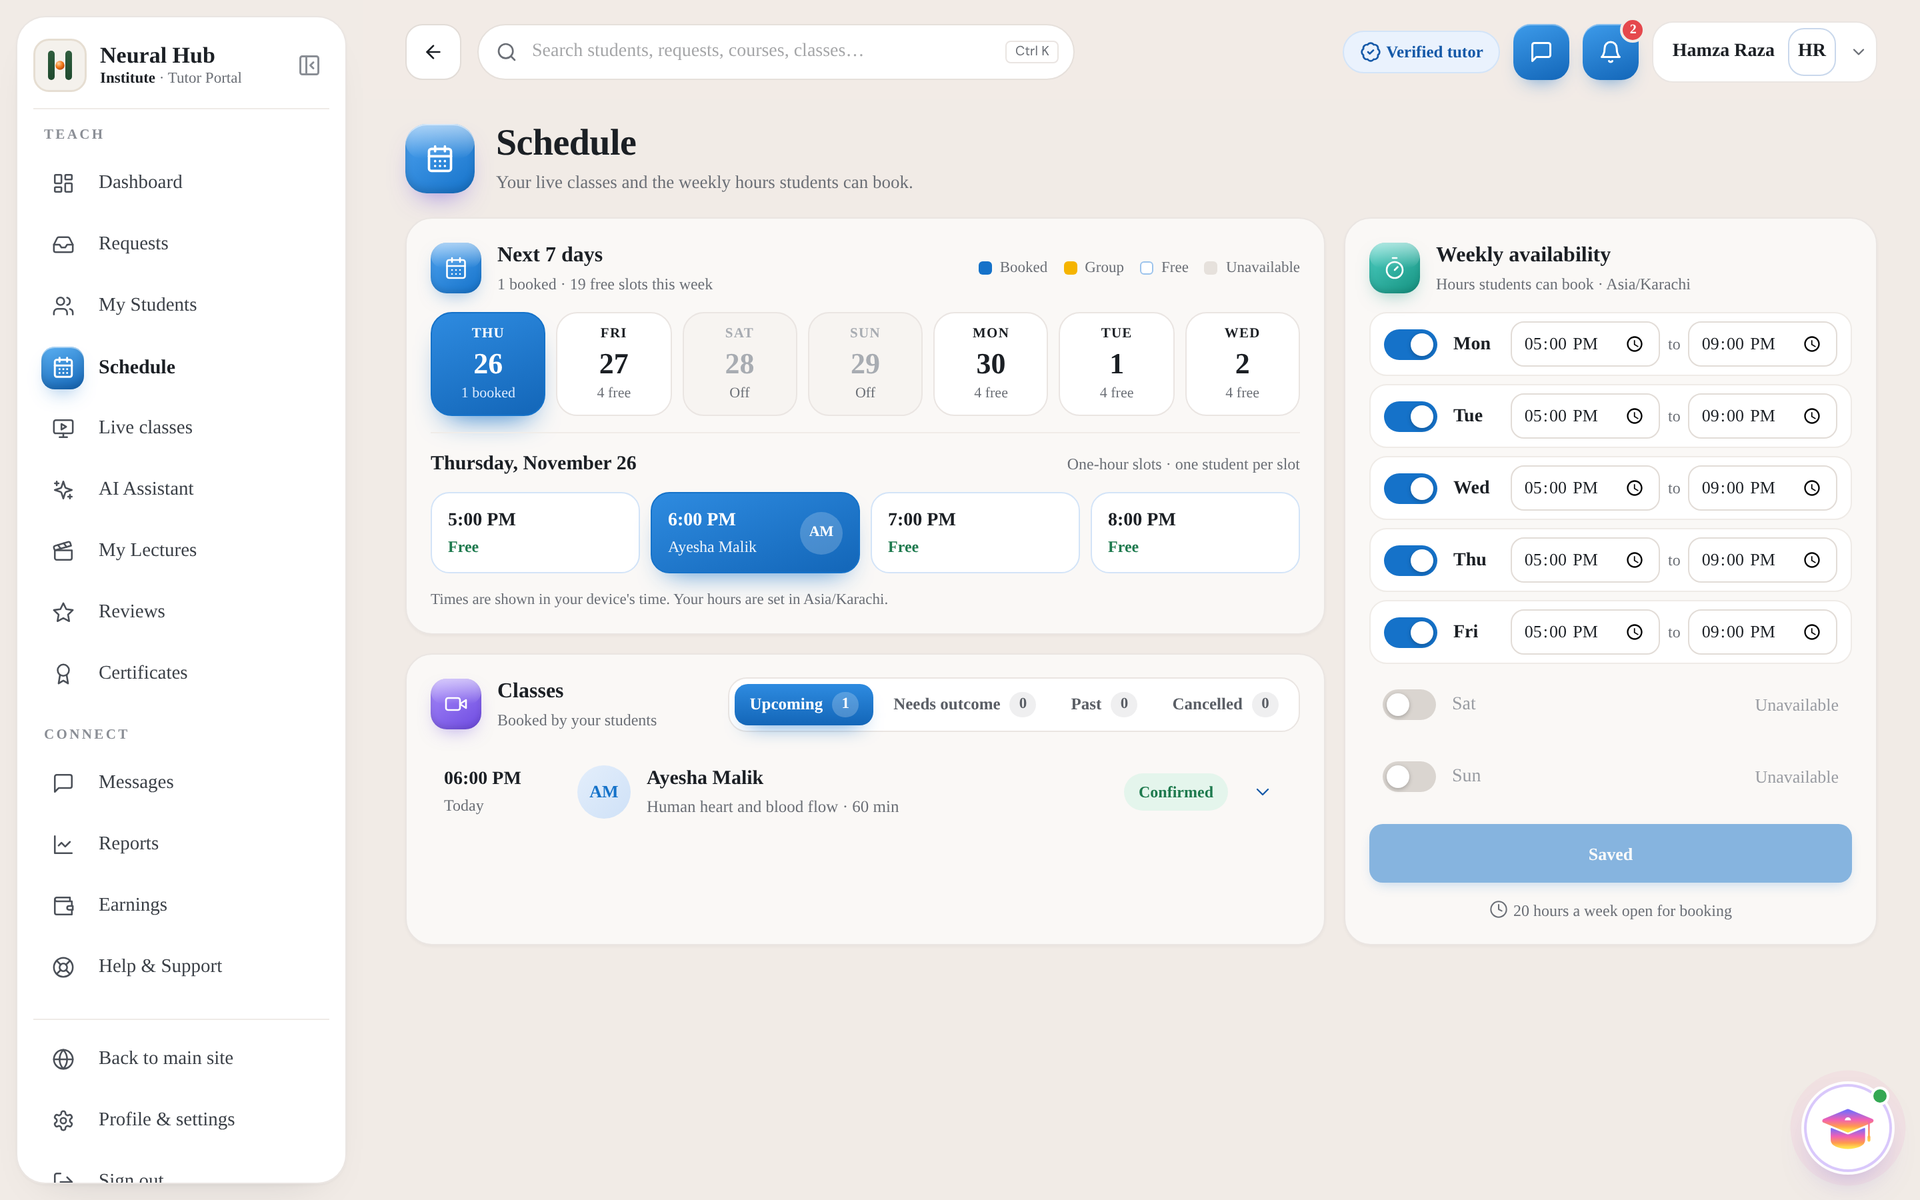 Neural Hub
Institute · Tutor Portal
TEACH
Dashboard
Requests
My Students
Schedule
Live classes
AI Assistant
My Lectures
Reviews
Certificates
CONNECT
Messages
Reports
Earnings
Help & Support
Back to main site
Profile & settings
Sign out
Search students, requests, courses, classes…
Ctrl K
Verified tutor
2
Hamza Raza
HR
Schedule
Your live classes and the weekly hours students can book.
Next 7 days
1 booked · 19 free slots this week
Booked
Group
Free
Unavailable
THU
26
1 booked
FRI
27
4 free
SAT
28
Off
SUN
29
Off
MON
30
4 free
TUE
1
4 free
WED
2
4 free
Thursday, November 26
One-hour slots · one student per slot
5:00 PM
Free
6:00 PM
Ayesha Malik
AM
7:00 PM
Free
8:00 PM
Free
Times are shown in your device's time. Your hours are set in Asia/Karachi.
Classes
Booked by your students
Upcoming 1
Needs outcome 0
Past 0
Cancelled 0
06:00 PM
Today
AM
Ayesha Malik
Human heart and blood flow · 60 min
Confirmed
Weekly availability
Hours students can book · Asia/Karachi
Mon 05:00 PM to 09:00 PM
Tue 05:00 PM to 09:00 PM
Wed 05:00 PM to 09:00 PM
Thu 05:00 PM to 09:00 PM
Fri 05:00 PM to 09:00 PM
Sat Unavailable
Sun Unavailable
Saved
20 hours a week open for booking